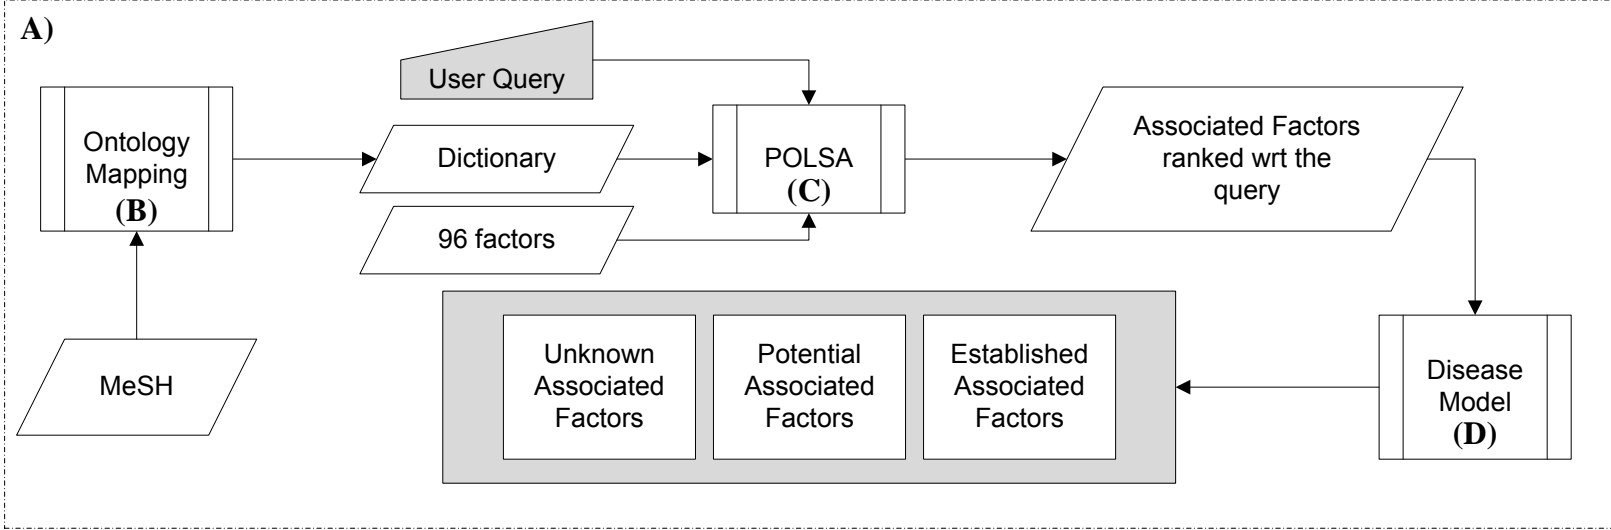 A)
User Query
Ontology
Mapping
(B)
Dictionary
POLSA
(C)
Associated Factors
ranked wrt the
query
96 factors
MeSH
Unknown
Associated
Factors
Potential
Associated
Factors
Established
Associated
Factors
Disease
Model
(D)